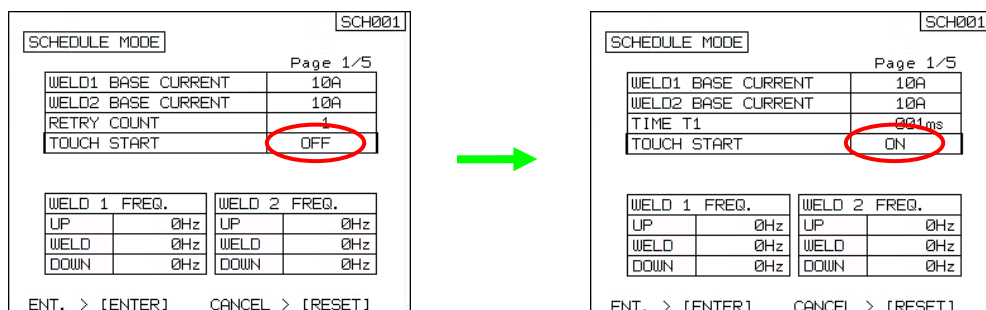 SCH001
SCHEDULE MODE
Page 1/5
WELD1 BASE CURRENT 10A
WELD2 BASE CURRENT 10A
RETRY COUNT 1
TOUCH START OFF
WELD 1 FREQ. WELD 2 FREQ.
UP 0Hz UP 0Hz
WELD 0Hz WELD 0Hz
DOWN 0Hz DOWN 0Hz
ENT. > [ENTER] CANCEL > [RESET]
SCH001
SCHEDULE MODE
Page 1/5
WELD1 BASE CURRENT 10A
WELD2 BASE CURRENT 10A
TIME T1 001ms
TOUCH START ON
WELD 1 FREQ. WELD 2 FREQ.
UP 0Hz UP 0Hz
WELD 0Hz WELD 0Hz
DOWN 0Hz DOWN 0Hz
ENT. > [ENTER] CANCEL > [RESET]